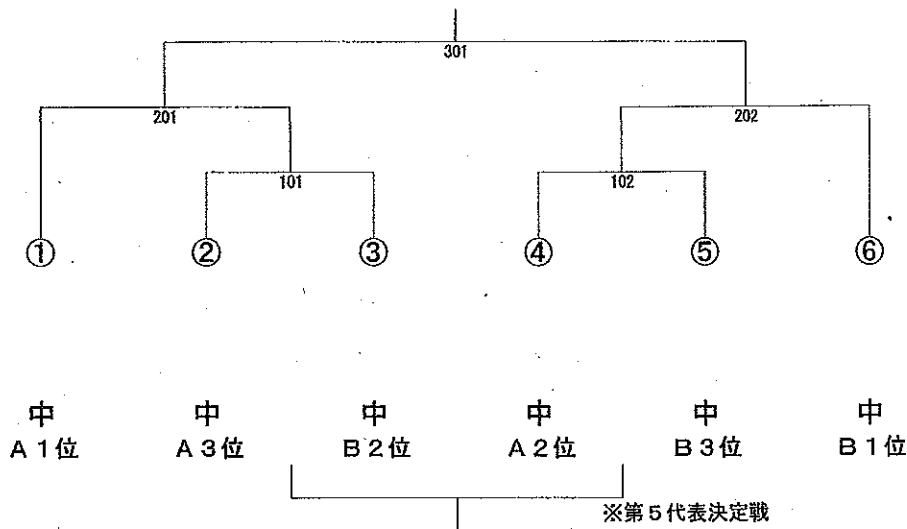 301
201 202
101 102
① ② ③ ④ ⑤ ⑥
中 中 中 中 中 中
A1位 A3位 B2位 A2位 B3位 B1位
※第5代表決定戦